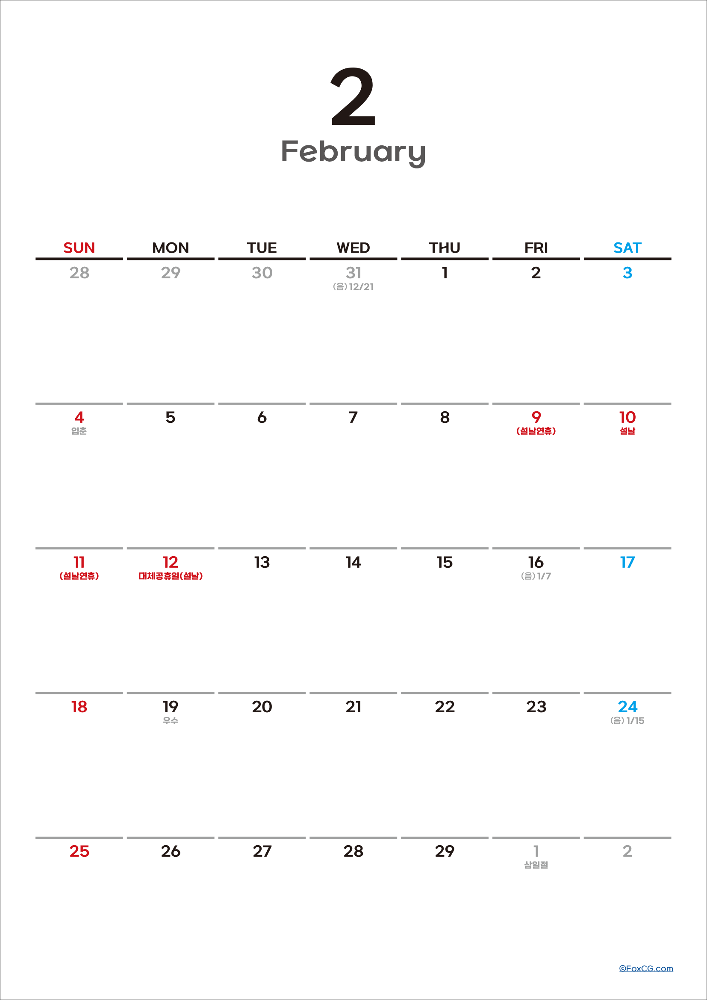 2
February
SUN MON TUE WED THU FRI SAT
28 29 30 31 1 2 3
(음) 12/21
4 5 6 7 8 9 10
입춘 (설날연휴) 설날
11 12 13 14 15 16 17
(설날연휴) 대체공휴일(설날) (음) 1/7
18 19 20 21 22 23 24
우수 (음) 1/15
25 26 27 28 29 1 2
삼일절
©FoxCG.com